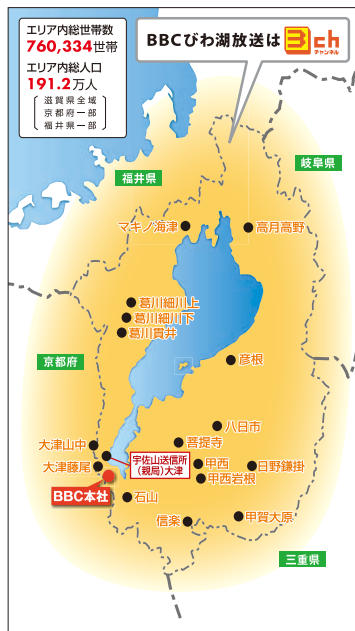 エリア内総世帯数
760,334世帯
エリア内総人口
191.2万人
滋賀県全域
京都府一部
福井県一部
BBCびわ湖放送は 3ch
チャンネル
岐阜県
福井県
マキノ海津
高月高野
葛川細川上
葛川細川下
葛川貫井
京都府
彦根
八日市
大津山中
菩提寺
宇佐山送信所
（親局）大津
大津藤尾
甲西
日野鎌掛
甲西岩根
BBC本社
石山
信楽
甲賀大原
三重県